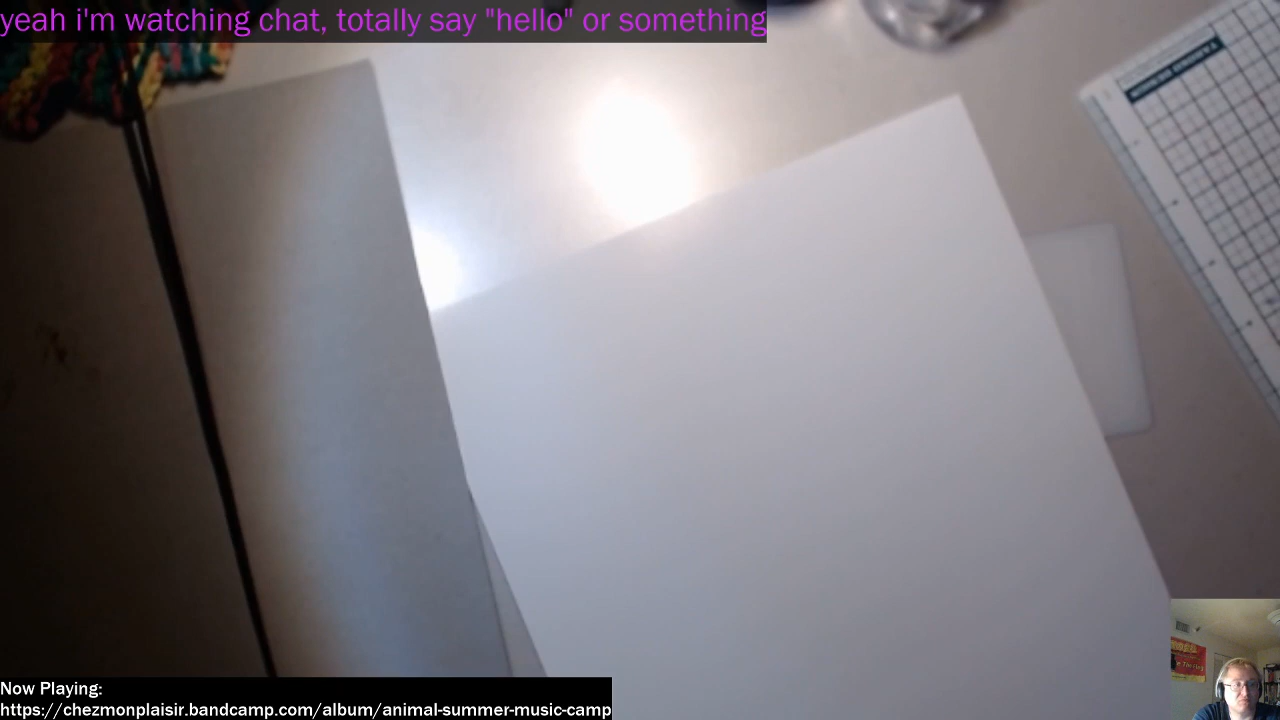 yeah i'm watching chat, totally say "hello" or something
Now Playing:
https://chezmonplaisir.bandcamp.com/album/animal-summer-music-camp